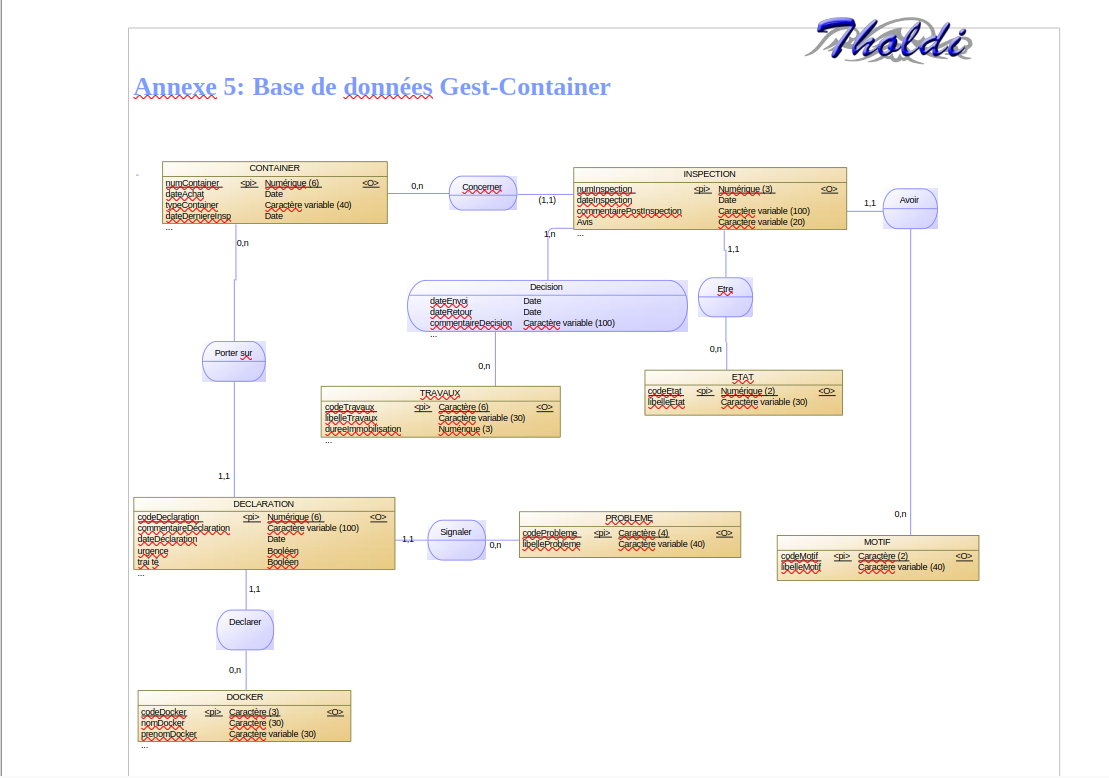 Tholdi
Annexe 5: Base de données Gest-Container
CONTAINER
numContainer <pi> Numérique (6) <O>
dateAchat Date
typeContainer Caractère variable (40)
dateDerniereInsp Date
...
0,n
Concerner
(1,1)
INSPECTION
numInspection <pi> Numérique (3) <O>
dateInspection Date
commentairePostInspection Caractère variable (100)
Avis Caractère variable (20)
...
1,1
Avoir
0,n
1,n
1,1
Decision
dateEnvoi Date
dateRetour Date
commentaireDecision Caractère variable (100)
...
Etre
Porter sur
0,n
0,n
TRAVAUX
codeTravaux <pi> Caractère (6) <O>
libelleTravaux Caractère variable (30)
dureeImmobilisation Numérique (3)
...
ETAT
codeEtat <pi> Numérique (2) <O>
libelleEtat Caractère variable (30)
1,1
DECLARATION
codeDeclaration <pi> Numérique (6) <O>
commentaireDéclaration Caractère variable (100)
dateDéclaration Date
urgence Booléen
trai té Booléen
...
1,1
Signaler
0,n
PROBLEME
codeProbleme <pi> Caractère (4) <O>
libelleProbleme Caractère variable (40)
0,n
MOTIF
codeMotif <pi> Caractère (2) <O>
libelleMotif Caractère variable (40)
1,1
Declarer
0,n
DOCKER
codeDocker <pi> Caractère (3) <O>
nomDocker Caractère (30)
prenomDocker Caractère variable (30)
...